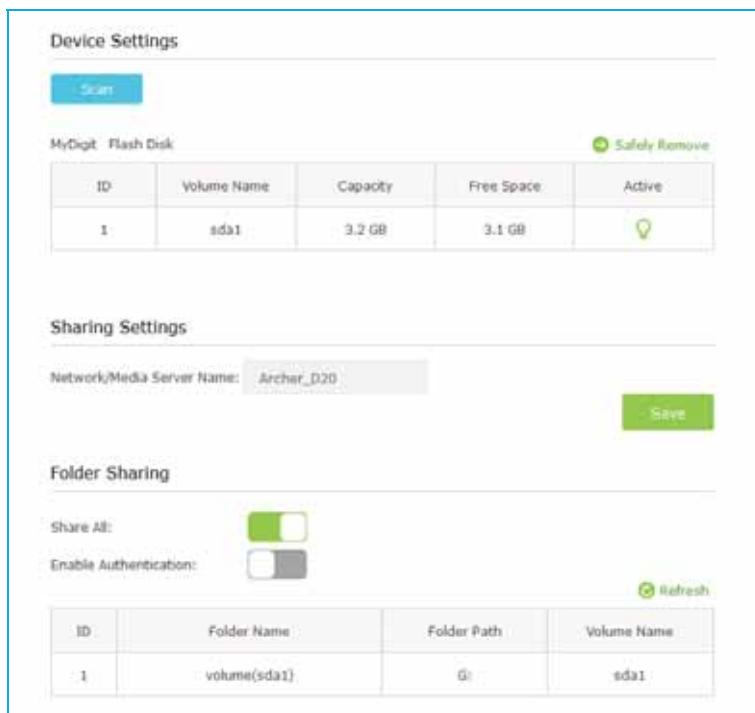 Device Settings
Scan
MyDigit Flash Disk Safely Remove
ID Volume Name Capacity Free Space Active
1 sda1 3.2 GB 3.1 GB
Sharing Settings
Network/Media Server Name: Archer_D20
Save
Folder Sharing
Share All:
Enable Authentication:
Refresh
ID Folder Name Folder Path Volume Name
1 volume(sda1) G: sda1